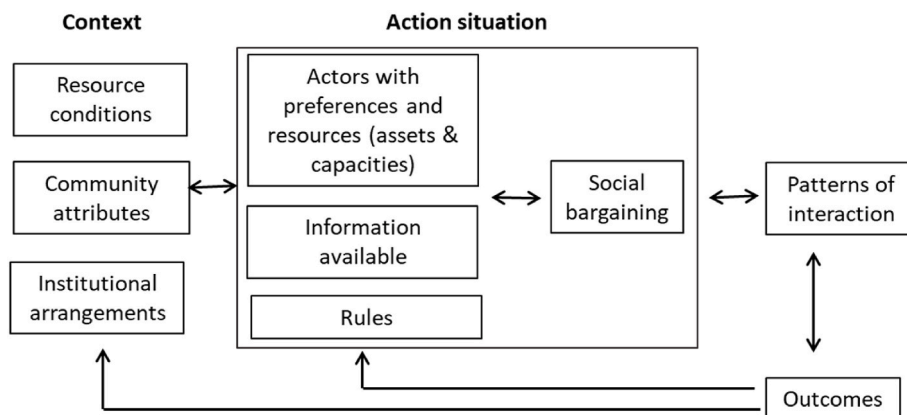 Context
Action situation
Resource
conditions
Community
attributes
Institutional
arrangements
Actors with
preferences and
resources (assets &
capacities)
Information
available
Rules
Social
bargaining
Patterns of
interaction
Outcomes